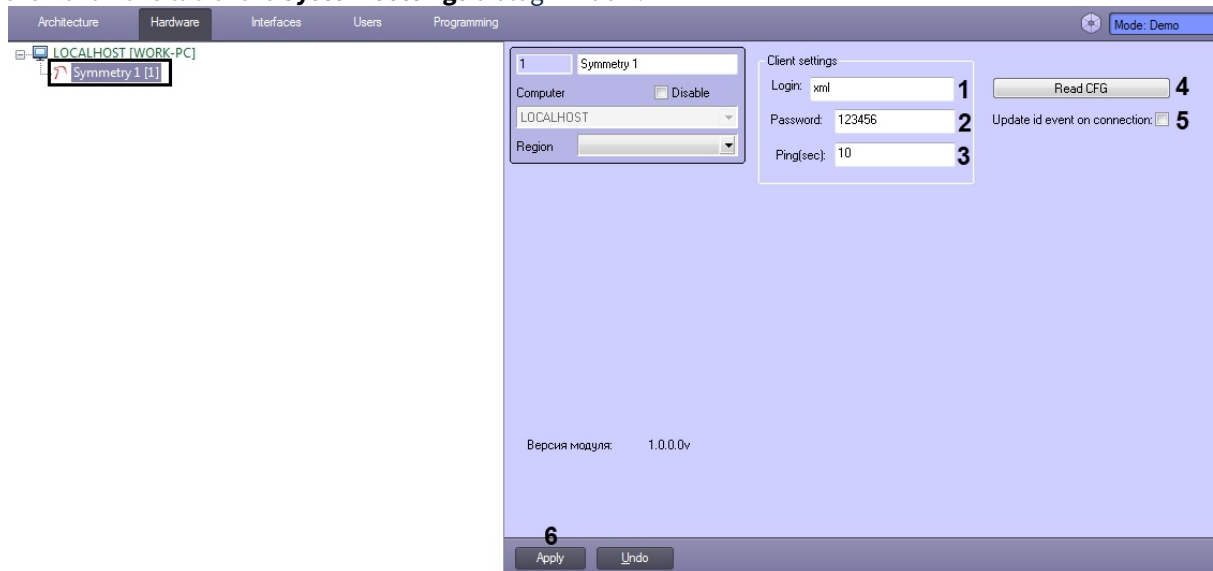 Architecture Hardware Interfaces Users Programming Mode: Demo
LOCALHOST [WORK-PC]
Symmetry 1 [1]
1 Symmetry 1
Computer Disable
LOCALHOST
Region
Client settings
Login: xml 1
Password: 123456 2
Ping(sec): 10 3
Read CFG 4
Update id event on connection: 5
Версия модуля: 1.0.0.0v
6
Apply Undo